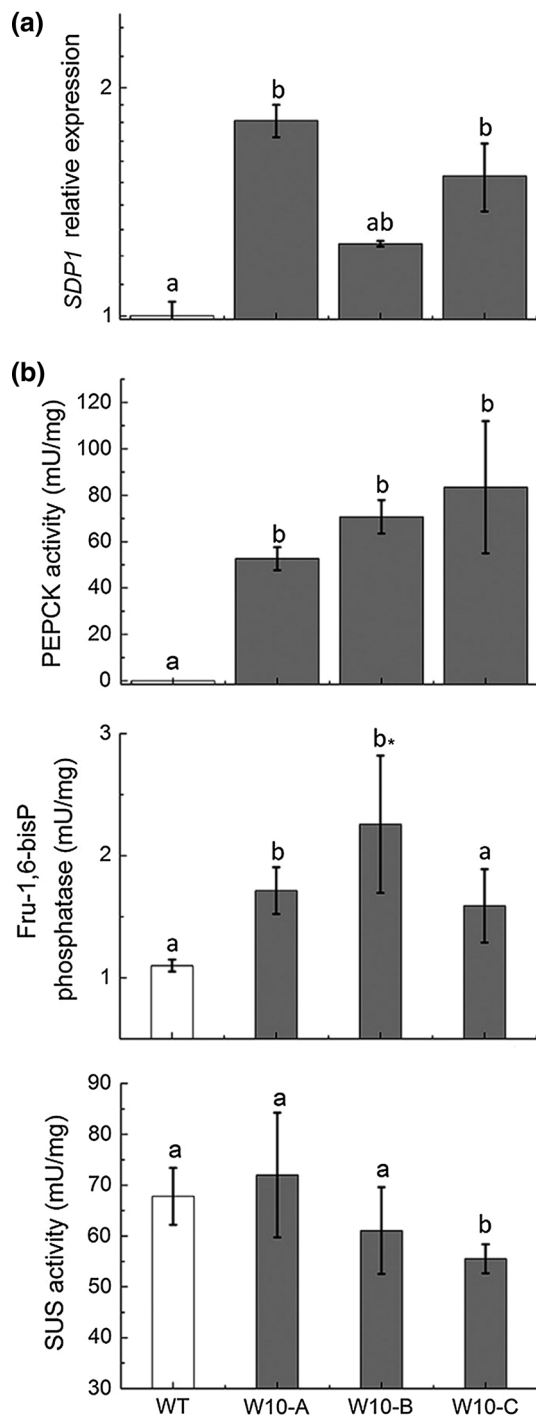 (a)
SDP1 relative expression
2
1
a
b
ab
b
(b)
PEPCK activity (mU/mg)
120
100
80
60
40
20
0
a
b
b
b
Fru-1,6-bisP
phosphatase (mU/mg)
3
2
1
a
b
b*
a
SUS activity (mU/mg)
90
80
70
60
50
40
30
a
a
a
b
WT W10-A W10-B W10-C